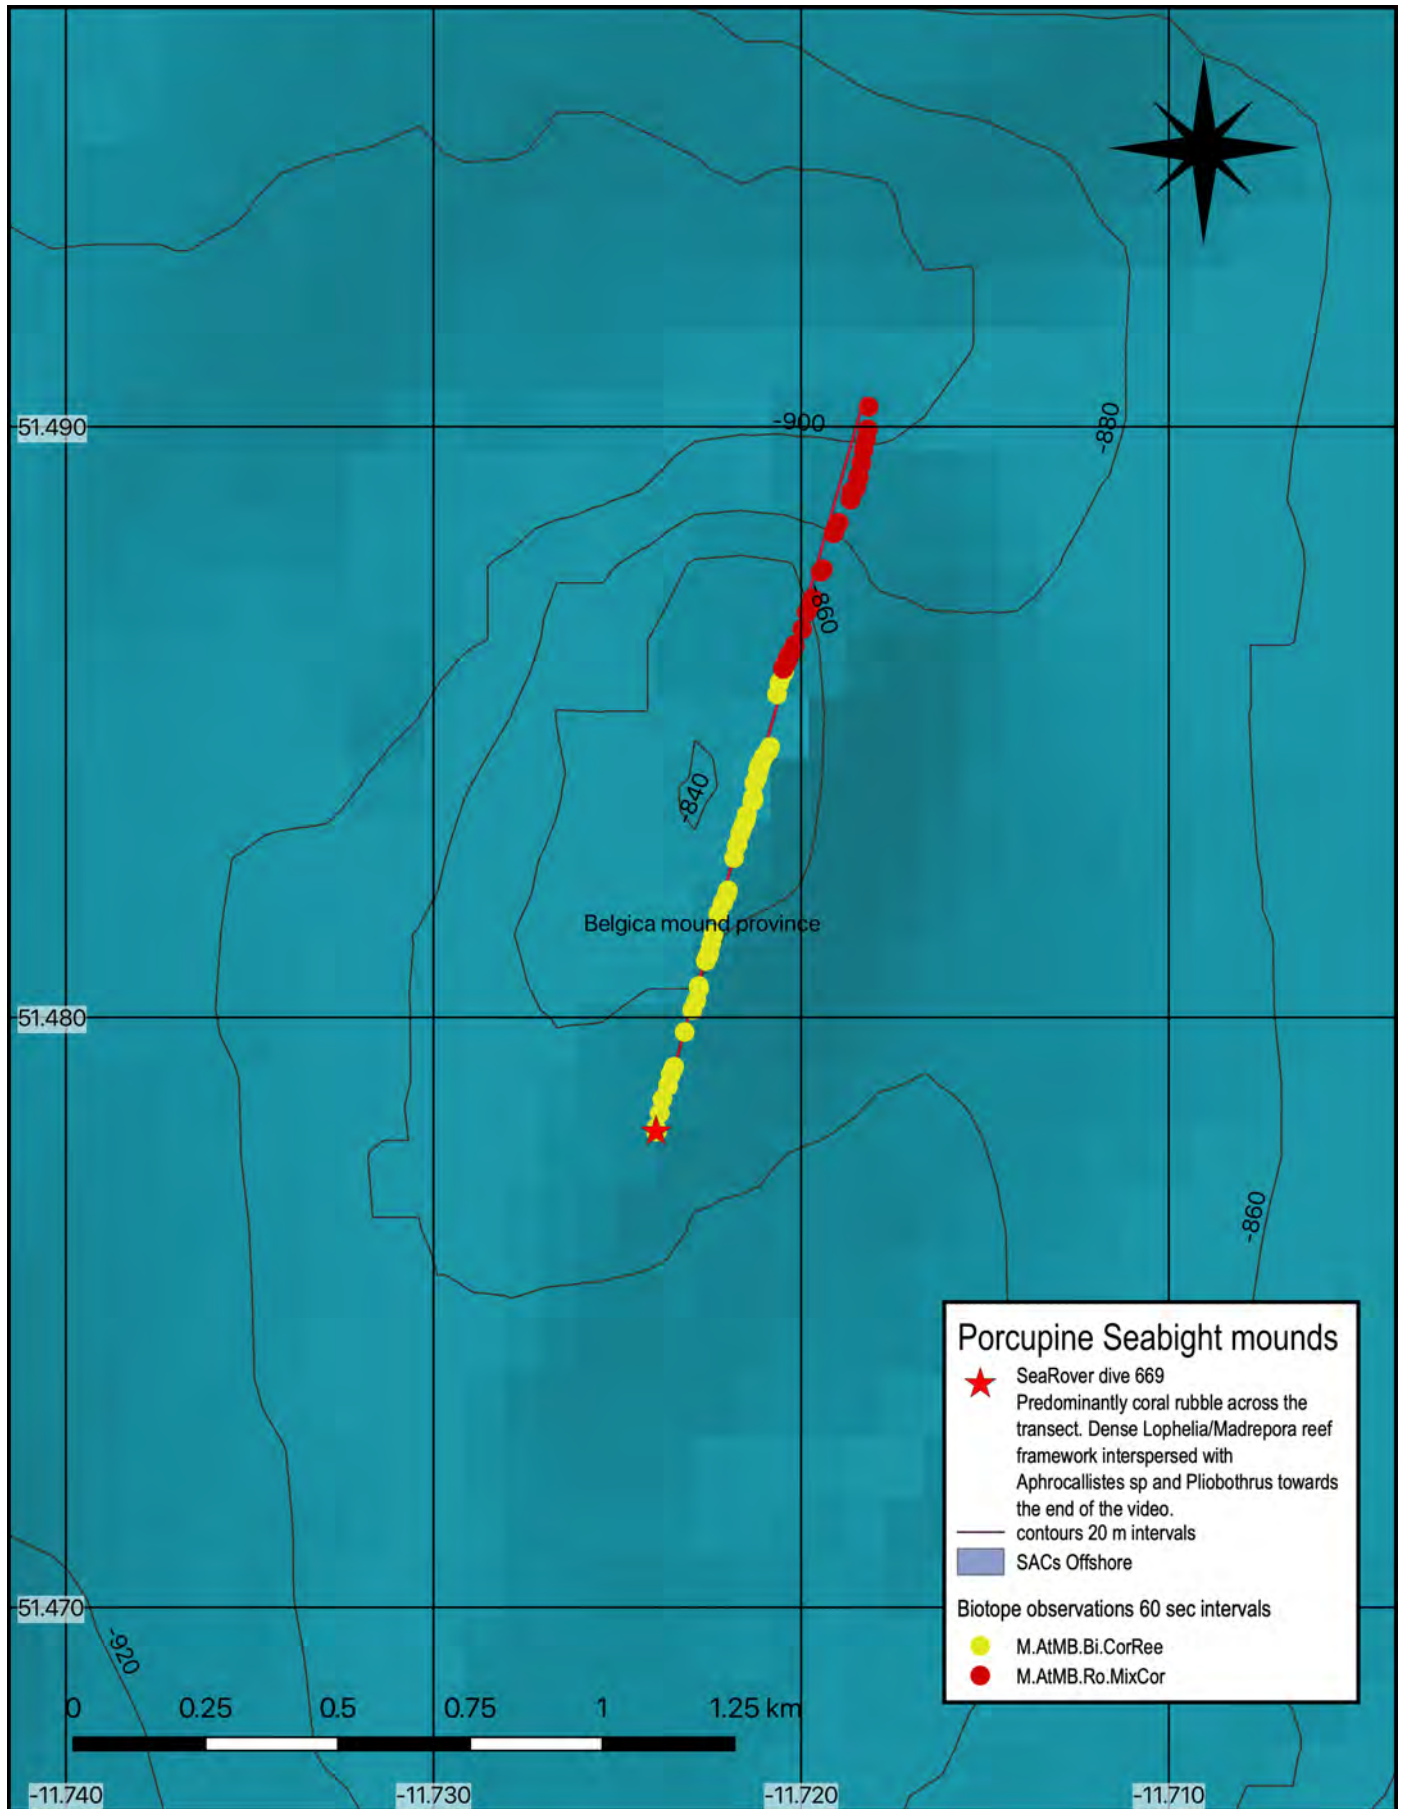 51.490
-900
-880
-860
-840
Belgica mound province
51.480
-860
Porcupine Seabight mounds
SeaRover dive 669
Predominantly coral rubble across the
transect. Dense Lophelia/Madrepora reef
framework interspersed with
Aphrocallistes sp and Pliobothrus towards
the end of the video.
contours 20 m intervals
SACs Offshore
Biotope observations 60 sec intervals
M.AtMB.Bi.CorRee
M.AtMB.Ro.MixCor
51.470
-920
0 0.25 0.5 0.75 1 1.25 km
-11.740 -11.730 -11.720 -11.710